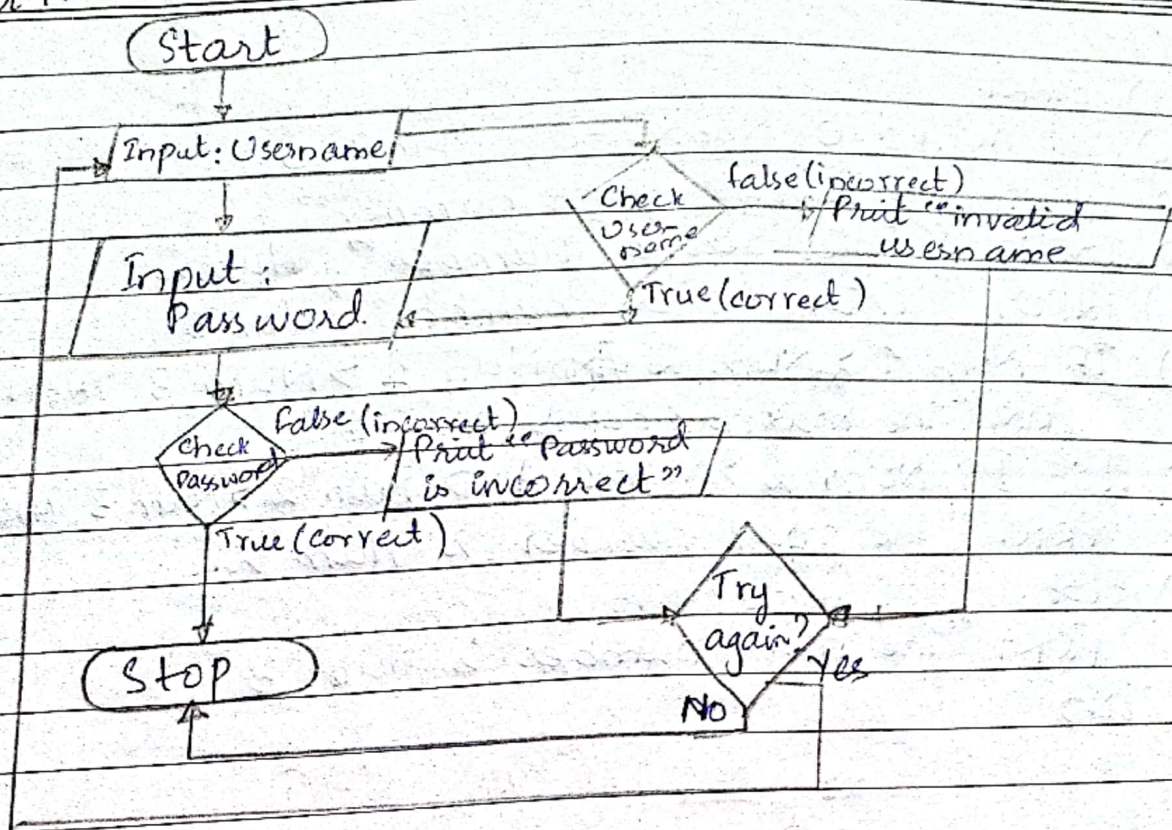 Start
Input: Username
Check
User-
name
false (incorrect)
Print "invalid
username
True (correct)
Input:
Password.
Check
Password
False (incorrect)
Print "Password
is incorrect"
True (correct)
Try
again?
Yes
No
Stop